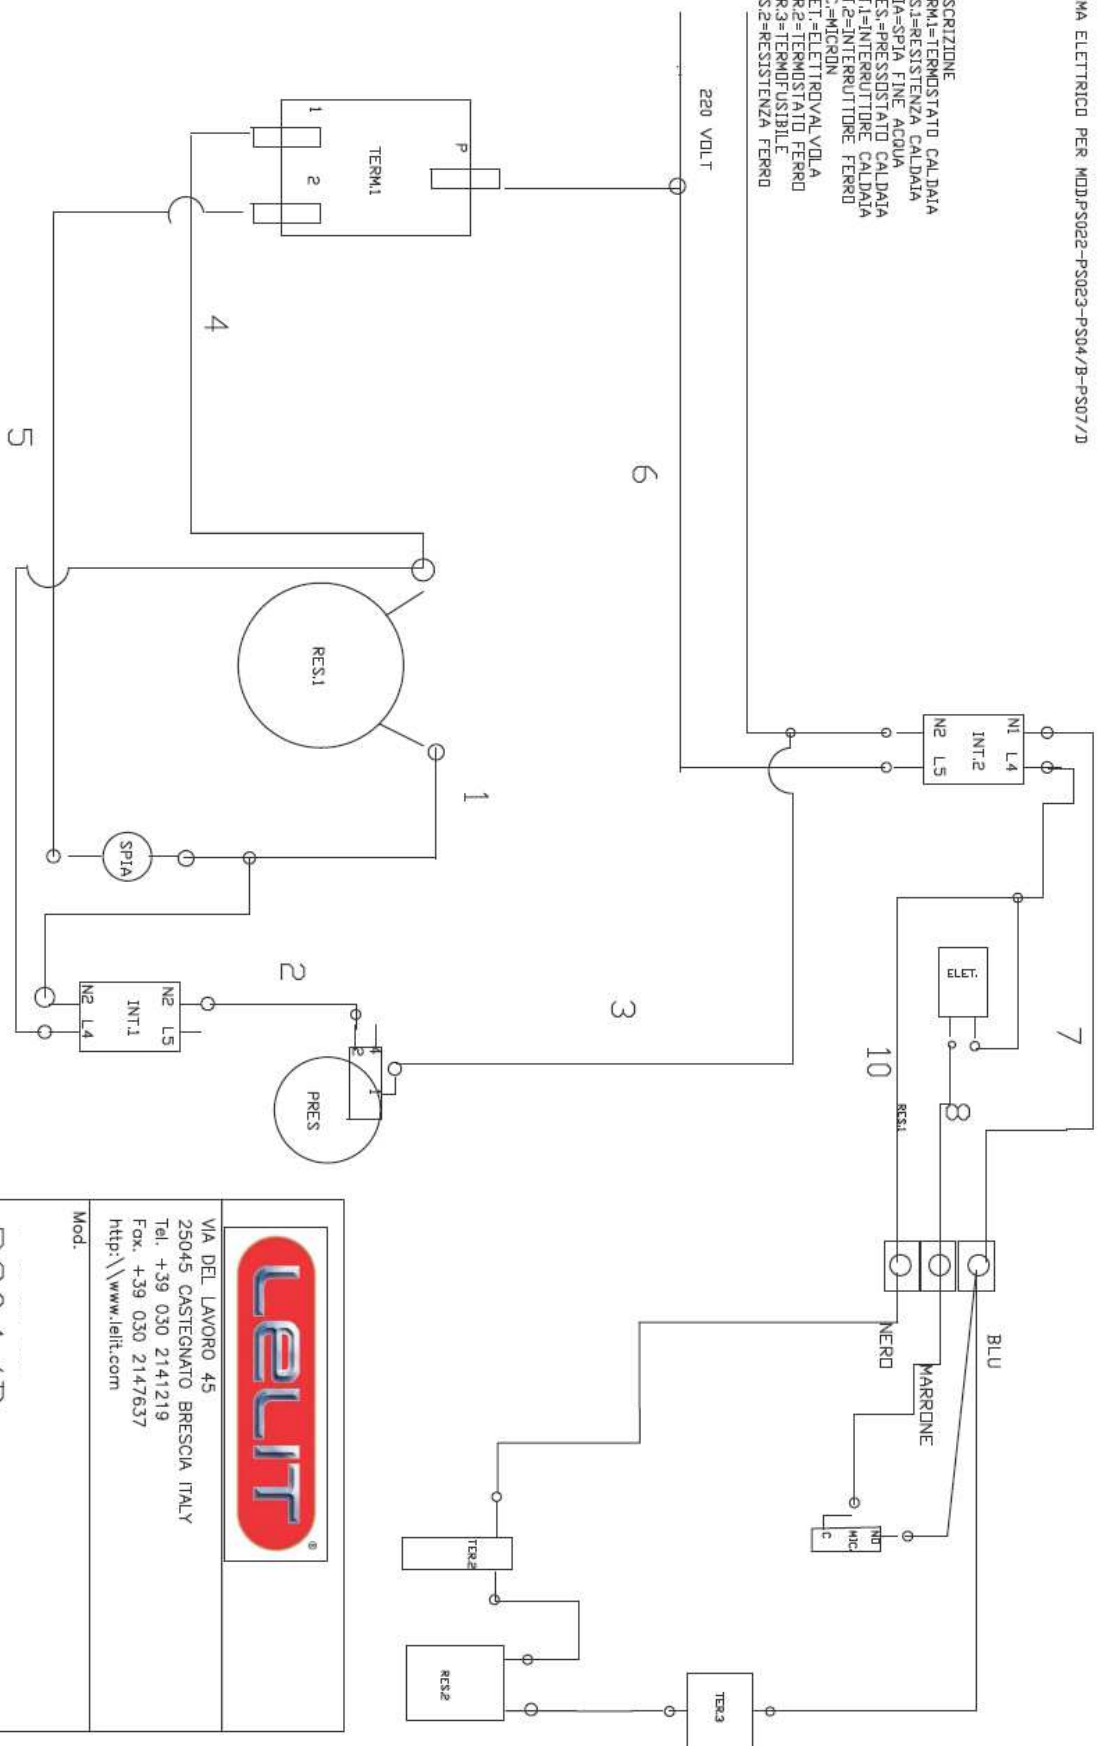 MA ELETTRICO PER MOD.PS022-PS023-PS04/B-PS07/D
SCRIZIONE
RM.1=TERMOSTATO CALDAIA
S.1=RESISTENZA CALDAIA
IA=SPIA FINE ACQUA
ES.=PRESSOSTATO CALDAIA
T.1=INTERRUTTORE CALDAIA
T.2=INTERRUTTORE FERRO
C.=MICRON
ET.=ELETTROVALVOLA
R.2=TERMOSTATO FERRO
R.3=TERMOFUSIBILE
S.2=RESISTENZA FERRO
220 VOLT
N1 L4
INT.2
N2 L5
ELET.
7
8
10
RES.1
BLU
MARRONE
NERO
NO
MIC.
C
6
3
P
TERM.1
1 2
4
5
RES.1
1
SPIA
2
N2 L5
INT.1
N2 L4
4
2
1
PRES
TER.2
RES.2
TER.3
LELIT
®
VIA DEL LAVORO 45
25045 CASTEGNATO BRESCIA ITALY
Tel. +39 030 2141219
Fax. +39 030 2147637
http:\\www.lelit.com
Mod.